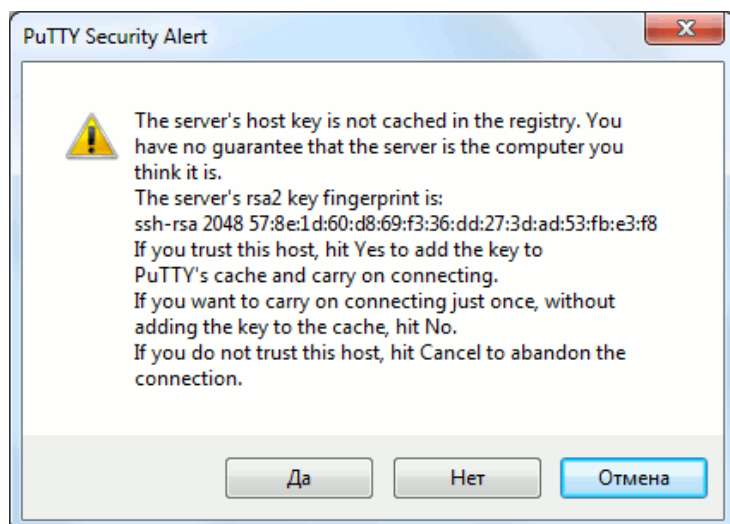 PuTTY Security Alert
The server's host key is not cached in the registry. You
have no guarantee that the server is the computer you
think it is.
The server's rsa2 key fingerprint is:
ssh-rsa 2048 57:8e:1d:60:d8:69:f3:36:dd:27:3d:ad:53:fb:e3:f8
If you trust this host, hit Yes to add the key to
PuTTY's cache and carry on connecting.
If you want to carry on connecting just once, without
adding the key to the cache, hit No.
If you do not trust this host, hit Cancel to abandon the
connection.
Да Нет Отмена